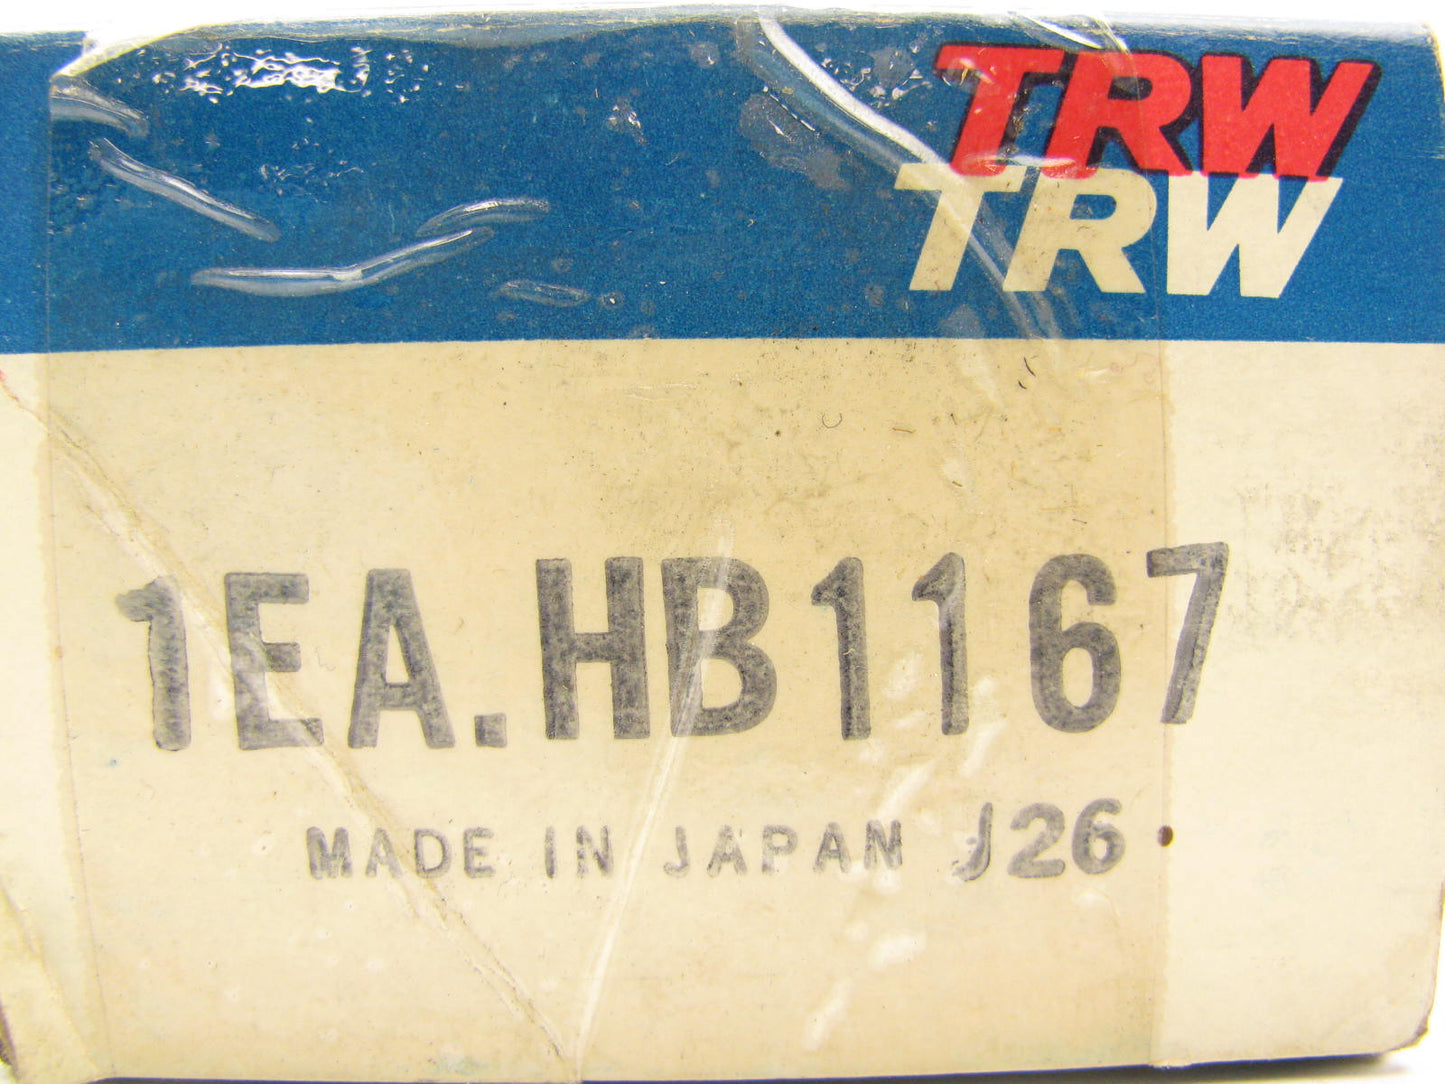 TRW
TRW
1EA.HB1167
MADE IN JAPAN J26